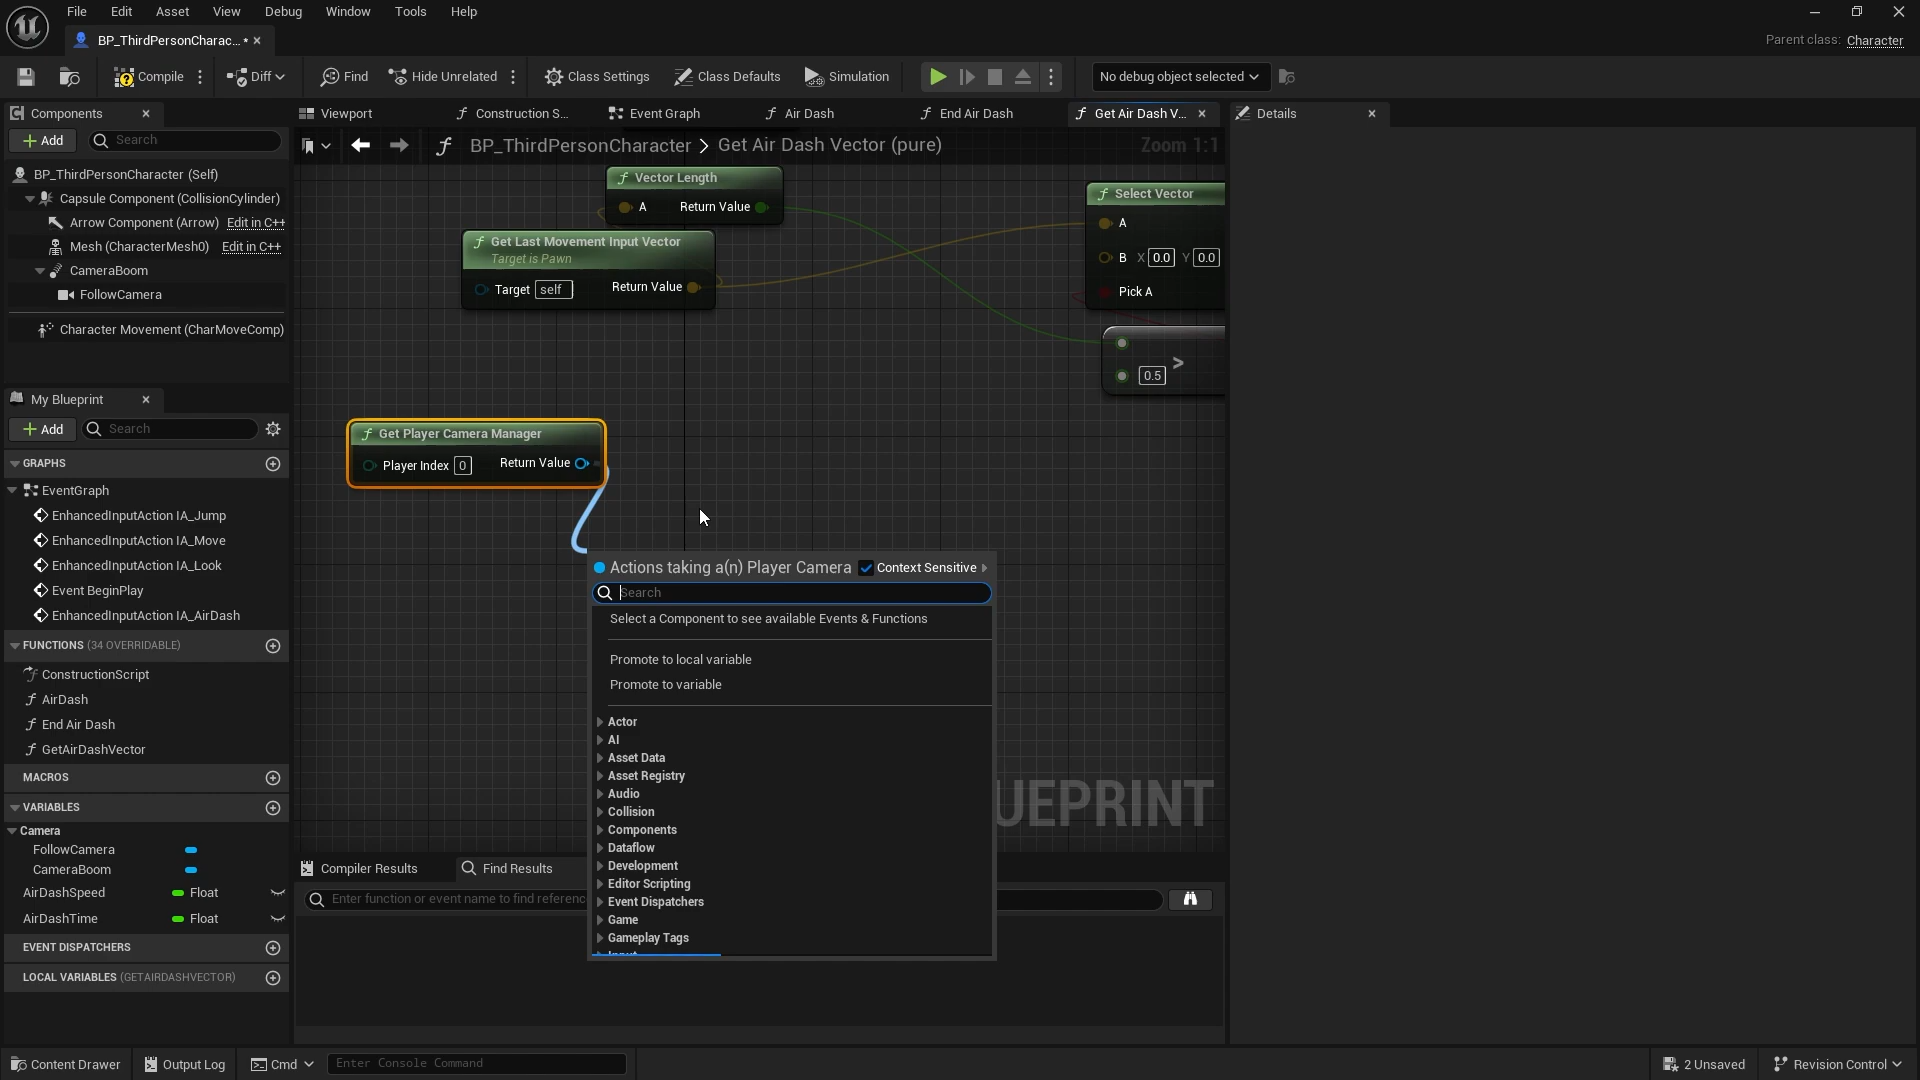 File Edit Asset View Debug Window Tools Help
BP_ThirdPersonCharac... •
Parent class: Character
Compile Diff Find Hide Unrelated Class Settings Class Defaults Simulation No debug object selected
Components
Add Search
BP_ThirdPersonCharacter (Self)
Capsule Component (CollisionCylinder)
Arrow Component (Arrow) Edit in C++
Mesh (CharacterMesh0) Edit in C++
CameraBoom
FollowCamera
Character Movement (CharMoveComp)
My Blueprint
Add Search
GRAPHS
EventGraph
EnhancedInputAction IA_Jump
EnhancedInputAction IA_Move
EnhancedInputAction IA_Look
Event BeginPlay
EnhancedInputAction IA_AirDash
FUNCTIONS (34 OVERRIDABLE)
ConstructionScript
AirDash
End Air Dash
GetAirDashVector
MACROS
VARIABLES
Camera
FollowCamera
CameraBoom
AirDashSpeed Float
AirDashTime Float
EVENT DISPATCHERS
LOCAL VARIABLES (GETAIRDASHVECTOR)
Viewport Construction S... Event Graph Air Dash End Air Dash Get Air Dash V...
BP_ThirdPersonCharacter > Get Air Dash Vector (pure) Zoom 1:1
Vector Length
A Return Value
Get Last Movement Input Vector
Target is Pawn
Target self Return Value
Select Vector
A
B X 0.0 Y 0.0
Pick A
>
0.5
Get Player Camera Manager
Player Index 0 Return Value
Actions taking a(n) Player Camera Context Sensitive
Search
Select a Component to see available Events & Functions
Promote to local variable
Promote to variable
Actor
AI
Asset Data
Asset Registry
Audio
Collision
Components
Dataflow
Development
Editor Scripting
Event Dispatchers
Game
Gameplay Tags
UEPRINT
Compiler Results Find Results
Enter function or event name to find referenc
Details
Content Drawer Output Log Cmd Enter Console Command 2 Unsaved Revision Control